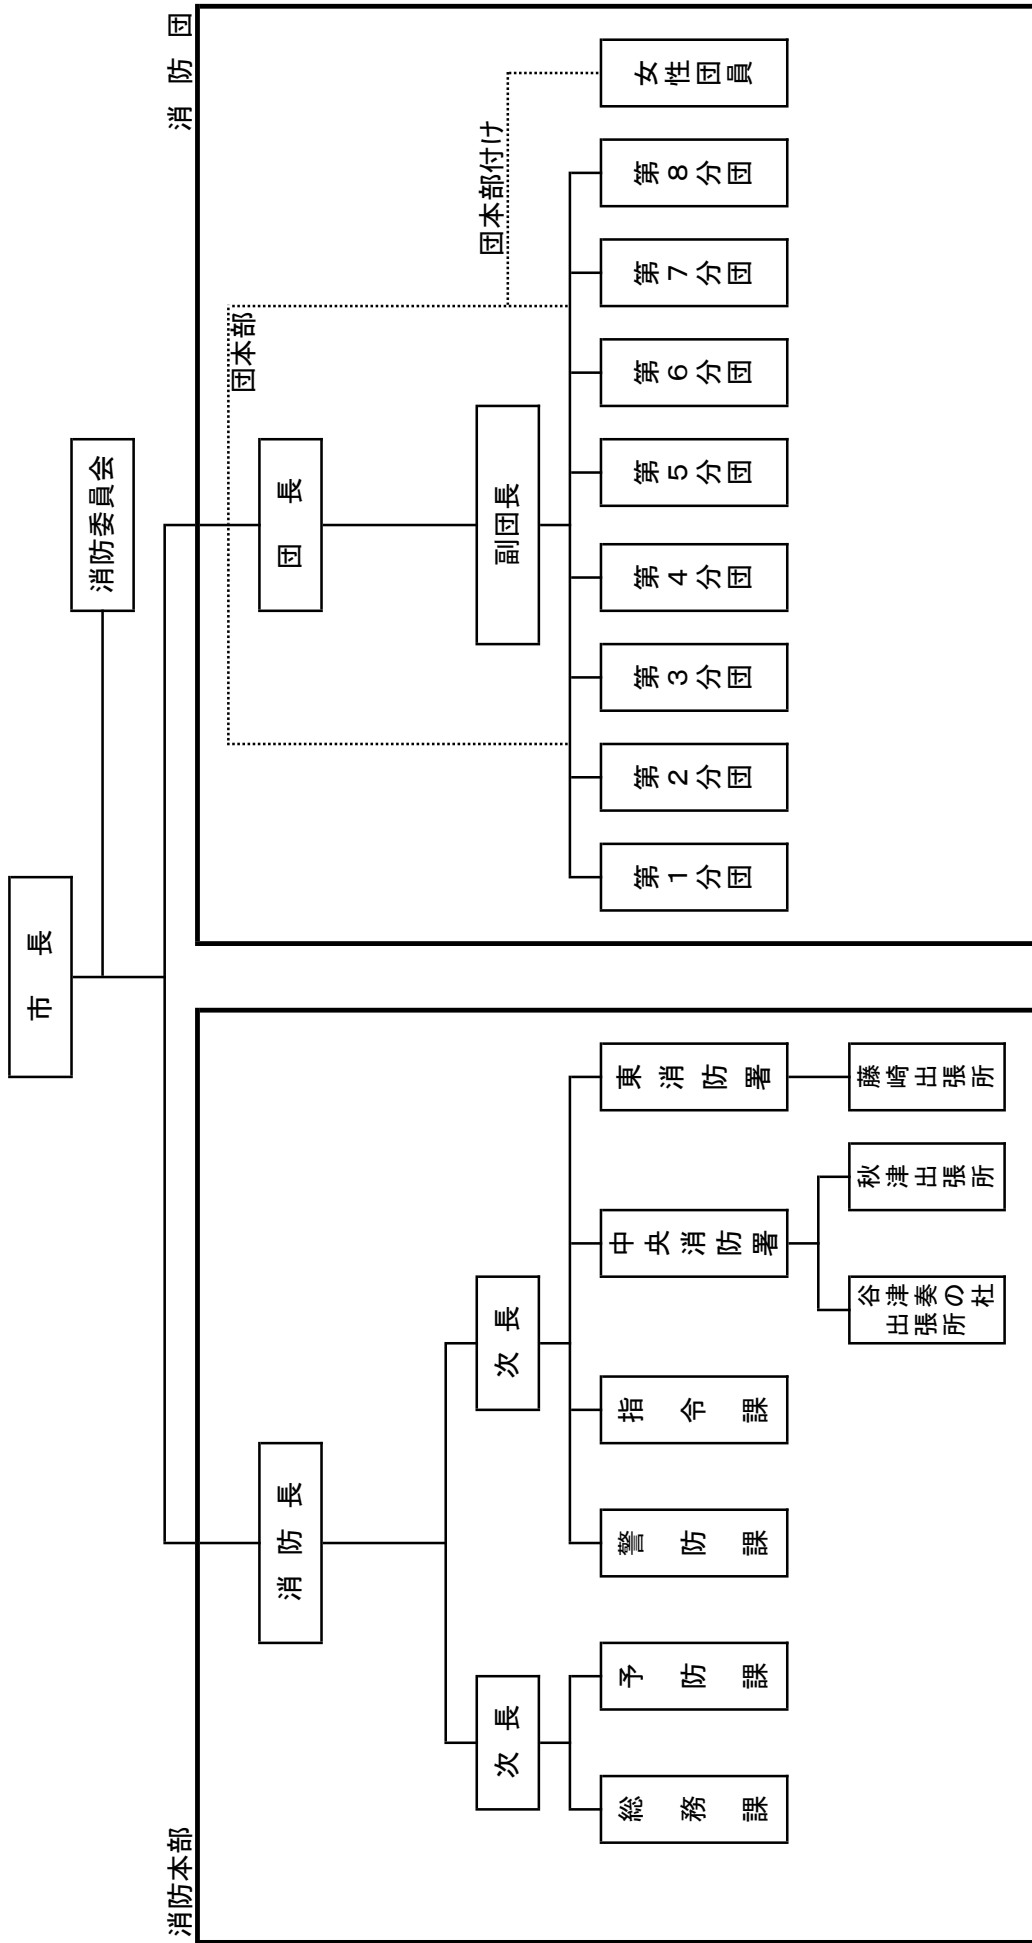 市長
消防委員会
消防本部
消防長
次長
次長
総務課
予防課
警防課
指令課
中央消防署
東消防署
谷津奏の杜
出張所
秋津出張所
藤崎出張所
消防団
団本部
団長
団本部付け
副団長
第1分団
第2分団
第3分団
第4分団
第5分団
第6分団
第7分団
第8分団
女性団員